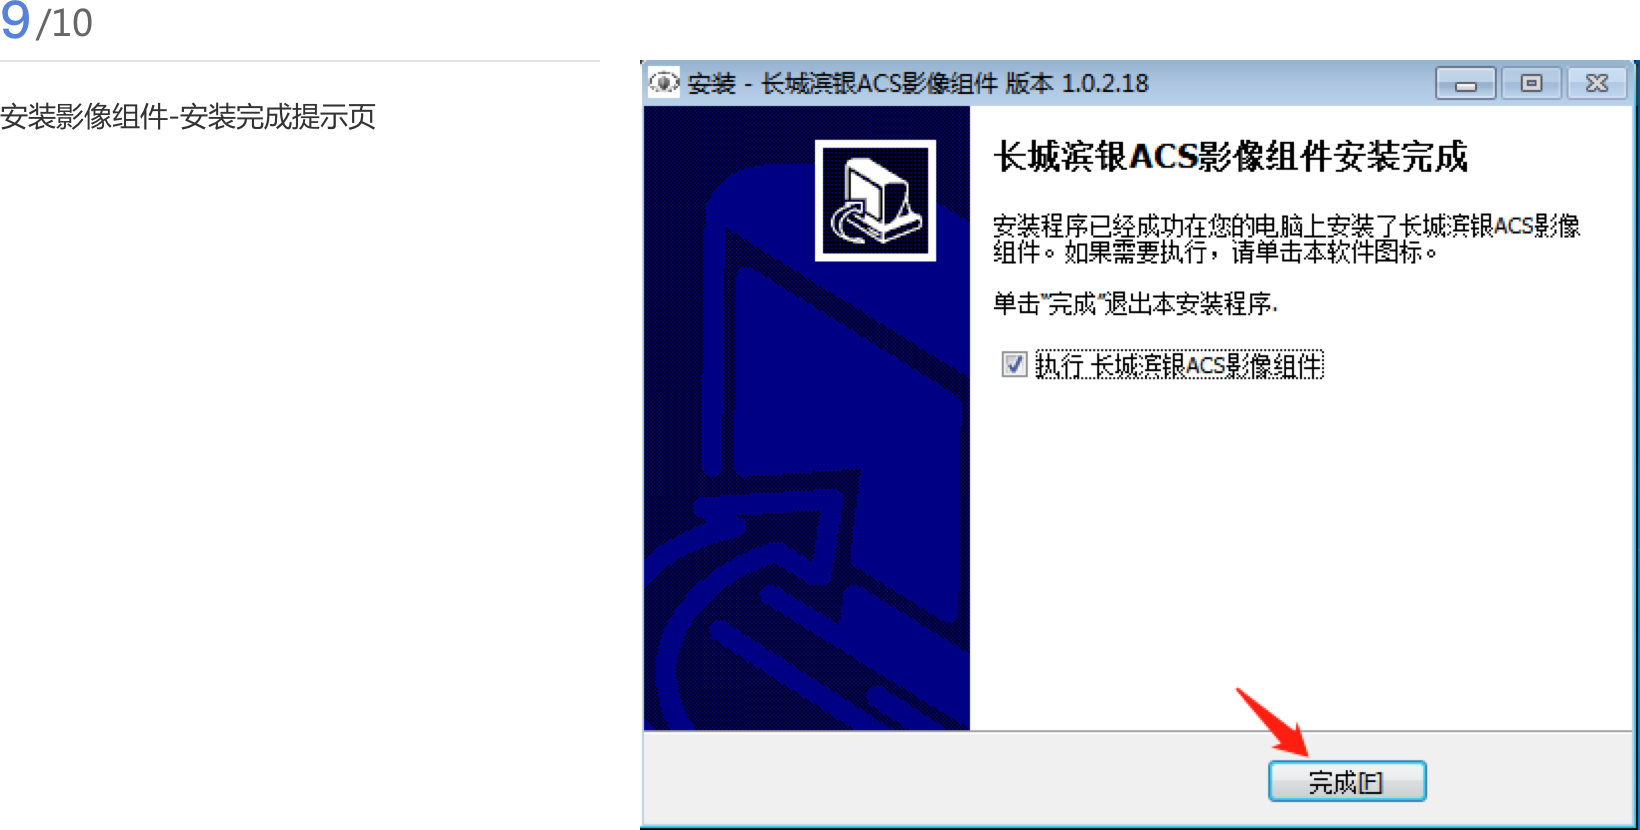 9/10
安装影像组件-安装完成提示页
安装 - 长城滨银ACS影像组件 版本 1.0.2.18
长城滨银ACS影像组件安装完成
安装程序已经成功在您的电脑上安装了长城滨银ACS影像
组件。如果需要执行，请单击本软件图标。
单击"完成"退出本安装程序.
执行 长城滨银ACS影像组件
完成[F]